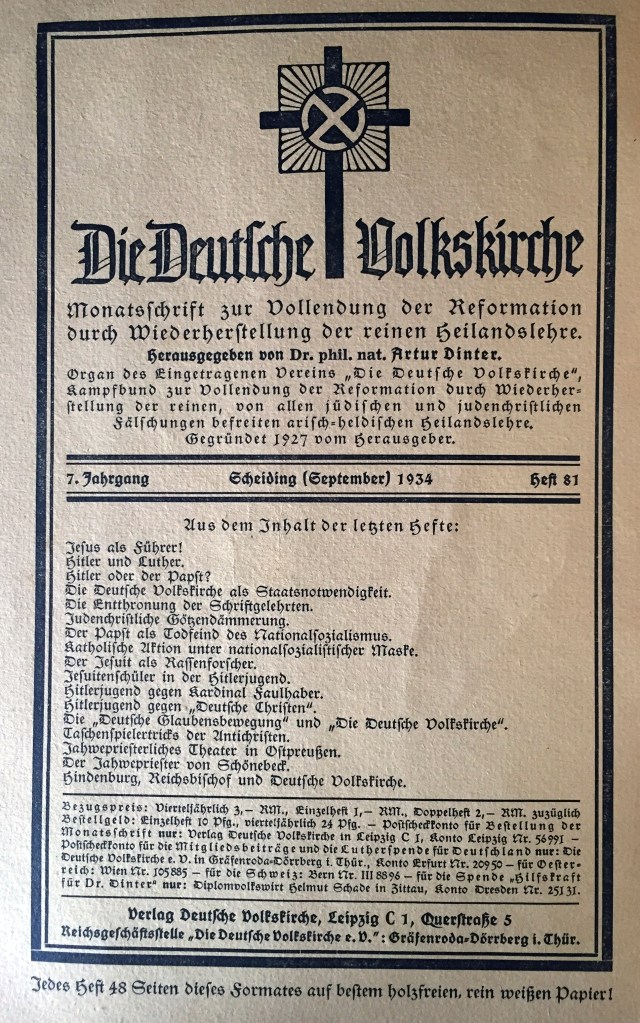 Die Deutsche Volkskirche
Monatsschrift zur Vollendung der Reformation
durch Wiederherstellung der reinen Heilandslehre.
Herausgegeben von Dr. phil. nat. Artur Dinter.
Organ des Eingetragenen Vereins „Die Deutsche Volkskirche“,
Kampfbund zur Vollendung der Reformation durch Wiederher-
stellung der reinen, von allen jüdischen und judenchristlichen
Fälschungen befreiten arisch-heldischen Heilandslehre.
Gegründet 1927 vom Herausgeber.
7. Jahrgang Scheiding (September) 1934 Heft 81
Aus dem Inhalt der letzten Hefte:
Jesus als Führer!
Hitler und Luther.
Hitler oder der Papst?
Die Deutsche Volkskirche als Staatsnotwendigkeit.
Die Entthronung der Schriftgelehrten.
Judenchristliche Götzendämmerung.
Der Papst als Todfeind des Nationalsozialismus.
Katholische Aktion unter nationalsozialistischer Maske.
Der Jesuit als Rassenforscher.
Jesuitenschüler in der Hitlerjugend.
Hitlerjugend gegen Kardinal Faulhaber.
Hitlerjugend gegen „Deutsche Christen“.
Die „Deutsche Glaubensbewegung“ und „Die Deutsche Volkskirche“.
Taschenspielertricks der Antichristen.
Jahwepriesterliches Theater in Ostpreußen.
Der Jahwepriester von Schönebeck.
Hindenburg, Reichsbischof und Deutsche Volkskirche.
Bezugspreis: Vierteljährlich 3,– RM., Einzelheft 1,– RM., Doppelheft 2,– RM. zuzüglich
Bestellgeld: Einzelheft 10 Pfg., vierteljährlich 24 Pfg. – Postscheckkonto für Bestellung der
Monatsschrift nur: Verlag Deutsche Volkskirche in Leipzig C 1, Konto Leipzig Nr. 56991 –
Postscheckkonto für die Mitgliedsbeiträge und die Lutherspende für Deutschland nur: Die
Deutsche Volkskirche e. V. in Gräfenroda-Dörrberg i. Thür., Konto Erfurt Nr. 20950 – für Oester-
reich: Wien Nr. 105885 – für die Schweiz: Bern Nr. III 8896 – für die Spende „Hilfskraft
für Dr. Dinter“ nur: Diplomvolkswirt Helmut Schade in Zittau, Konto Dresden Nr. 25131.
Verlag Deutsche Volkskirche, Leipzig C 1, Querstraße 5
Reichsgeschäftsstelle „Die Deutsche Volkskirche e. V.“: Gräfenroda-Dörrberg i. Thür.
Jedes Heft 48 Seiten dieses Formates auf bestem holzfreien, rein weißen Papier!